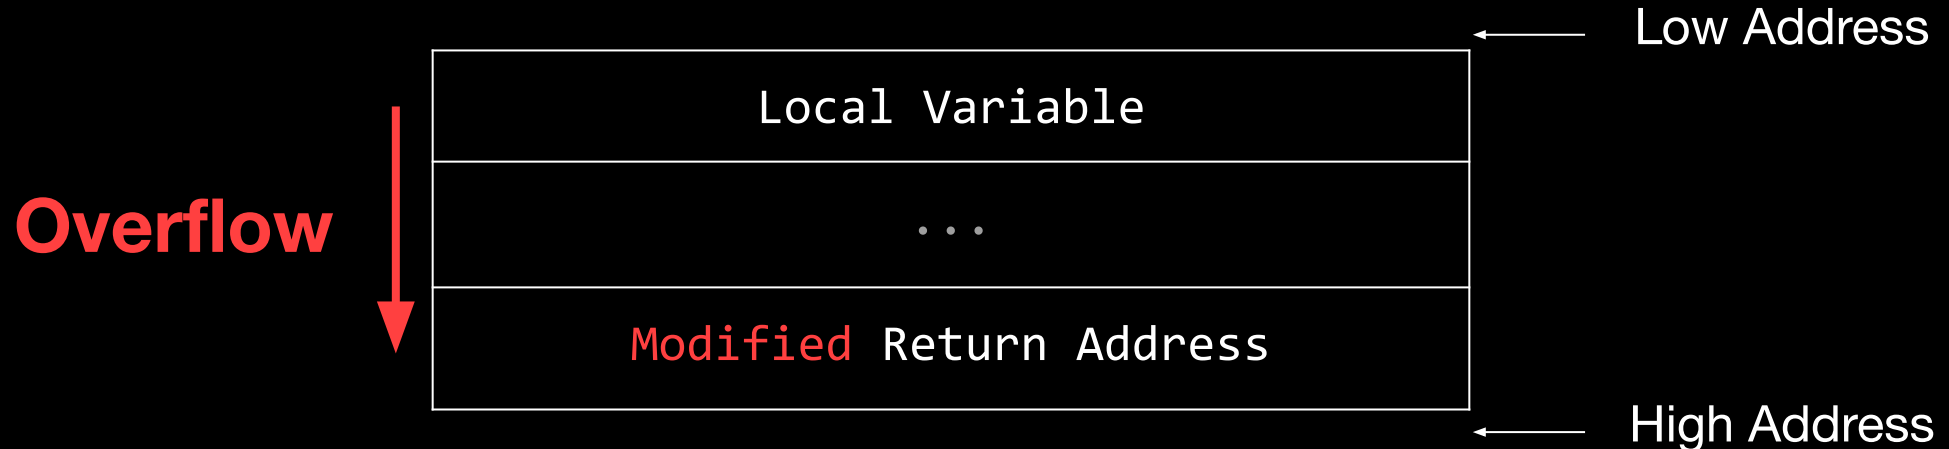 Low Address
Local Variable
Overflow
...
Modified Return Address
High Address